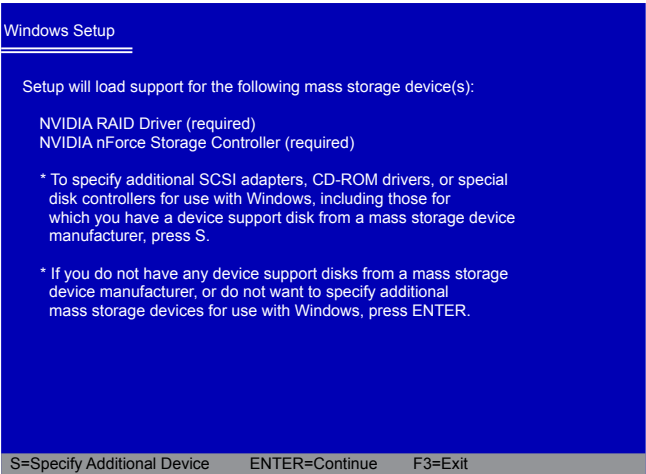 Windows Setup
Setup will load support for the following mass storage device(s):
NVIDIA RAID Driver (required)
NVIDIA nForce Storage Controller (required)
* To specify additional SCSI adapters, CD-ROM drivers, or special
disk controllers for use with Windows, including those for
which you have a device support disk from a mass storage device
manufacturer, press S.
* If you do not have any device support disks from a mass storage
device manufacturer, or do not want to specify additional
mass storage devices for use with Windows, press ENTER.
S=Specify Additional Device ENTER=Continue F3=Exit